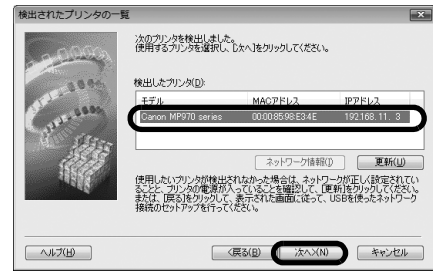 検出されたプリンタの一覧
次のプリンタを検出しました。
使用するプリンタを選択し、[次へ]をクリックしてください。
検出したプリンタ(D):
モデル MACアドレス IPアドレス
Canon MP970 series 00:00:85:98:E3:4E 192.168. 11. 3
ネットワーク情報(I) 更新(U)
使用したいプリンタが検出されなかった場合は、ネットワークが正しく設定されてい
ることと、プリンタの電源が入っていることを確認して、[更新]をクリックしてください。
または、[戻る]をクリックして、表示された画面に従って、USBを使ったネットワーク
接続のセットアップを行ってください。
ヘルプ(H) <戻る(B) 次へ>(N) キャンセル